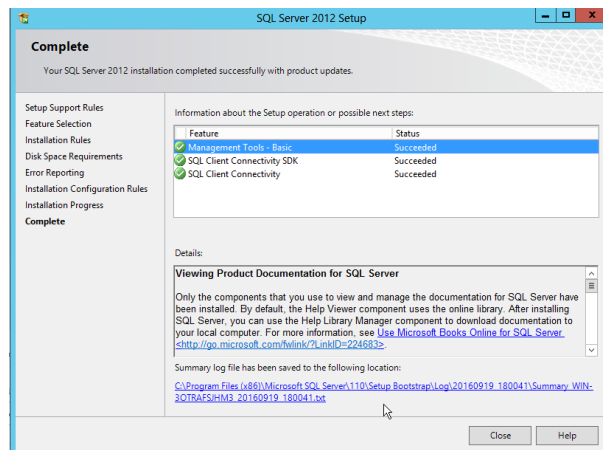 SQL Server 2012 Setup
Complete
Your SQL Server 2012 installation completed successfully with product updates.
Setup Support Rules
Feature Selection
Installation Rules
Disk Space Requirements
Error Reporting
Installation Configuration Rules
Installation Progress
Complete
Information about the Setup operation or possible next steps:
Feature Status
Management Tools - Basic Succeeded
SQL Client Connectivity SDK Succeeded
SQL Client Connectivity Succeeded
Details:
Viewing Product Documentation for SQL Server
Only the components that you use to view and manage the documentation for SQL Server have
been installed. By default, the Help Viewer component uses the online library. After installing
SQL Server, you can use the Help Library Manager component to download documentation to
your local computer. For more information, see Use Microsoft Books Online for SQL Server
<http://go.microsoft.com/fwlink/?LinkID=224683>.
Summary log file has been saved to the following location:
C:\Program Files (x86)\Microsoft SQL Server\110\Setup Bootstrap\Log\20160919_180041\Summary_WIN-
3OTRAFSJHM3_20160919_180041.txt
Close Help